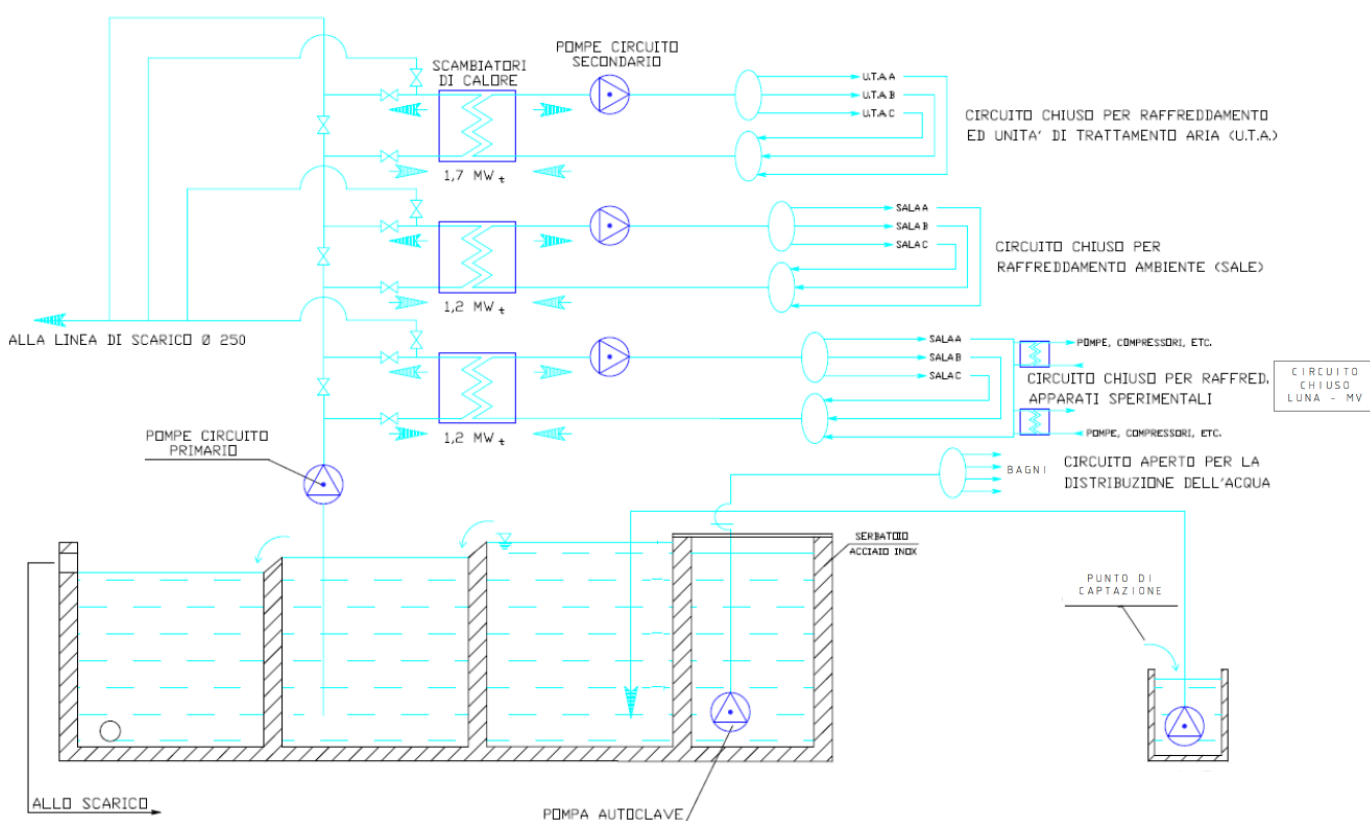 POMPE CIRCUITO
SECONDARIO
SCAMBIATORI
DI CALORE
U.T.A.A
U.T.A.B
U.T.A.C
CIRCUITO CHIUSO PER RAFFREDDAMENTO
ED UNITA' DI TRATTAMENTO ARIA (U.T.A.)
1,7 MW t
SALA A
SALA B
SALA C
CIRCUITO CHIUSO PER
RAFFREDDAMENTO AMBIENTE (SALE)
1,2 MW t
ALLA LINEA DI SCARICO Ø 250
SALA A
SALA B
SALA C
POMPE, COMPRESSORI, ETC.
CIRCUITO CHIUSO PER RAFFRED.
APPARATI SPERIMENTALI
CIRCUITO
CHIUSO
LUNA - MV
POMPE, COMPRESSORI, ETC.
1,2 MW t
POMPE CIRCUITO
PRIMARIO
BAGNI
CIRCUITO APERTO PER LA
DISTRIBUZIONE DELL'ACQUA
SERBATOIO
ACCIAIO INOX
PUNTO DI
CAPTAZIONE
ALLO SCARICO
POMPA AUTOCLAVE